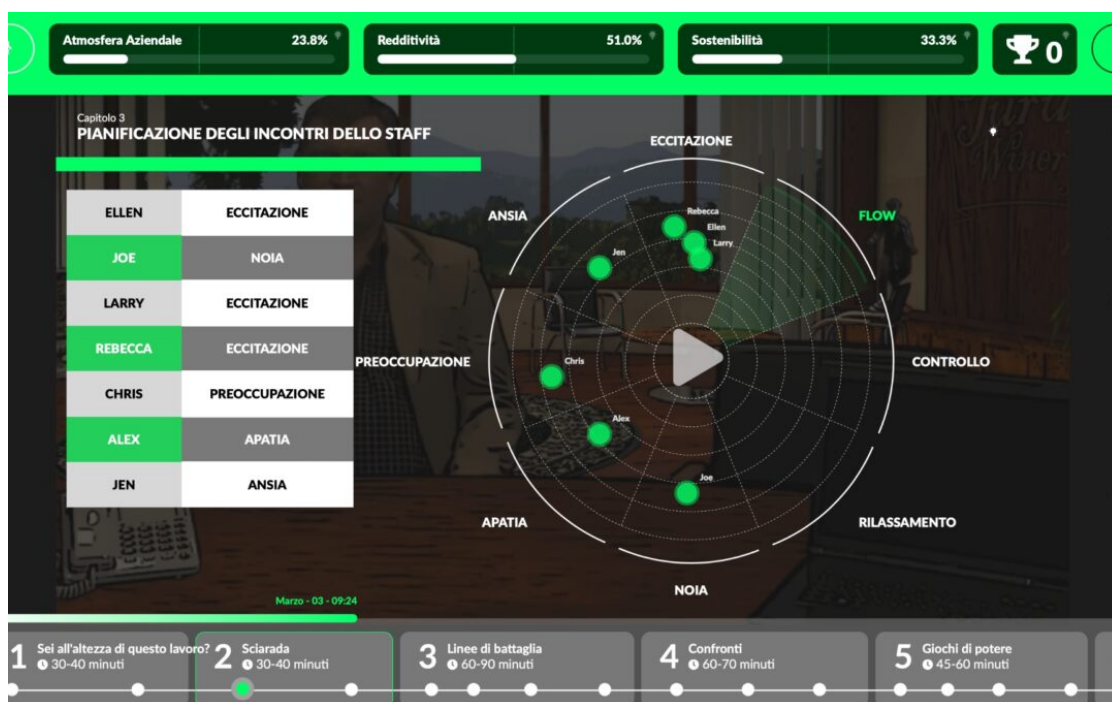 Atmosfera Aziendale 23.8%
Redditività 51.0%
Sostenibilità 33.3%
0
Capitolo 3
PIANIFICAZIONE DEGLI INCONTRI DELLO STAFF
ELLEN ECCITAZIONE
JOE NOIA
LARRY ECCITAZIONE
REBECCA ECCITAZIONE
CHRIS PREOCCUPAZIONE
ALEX APATIA
JEN ANSIA
ECCITAZIONE
ANSIA
FLOW
PREOCCUPAZIONE
CONTROLLO
APATIA
RILASSAMENTO
NOIA
Rebecca
Ellen
Larry
Jen
Chris
Alex
Joe
Marzo - 03 - 09:24
1 Sei all'altezza di questo lavoro?
30-40 minuti
2 Sciarada
30-40 minuti
3 Linee di battaglia
60-90 minuti
4 Confronti
60-70 minuti
5 Giochi di potere
45-60 minuti